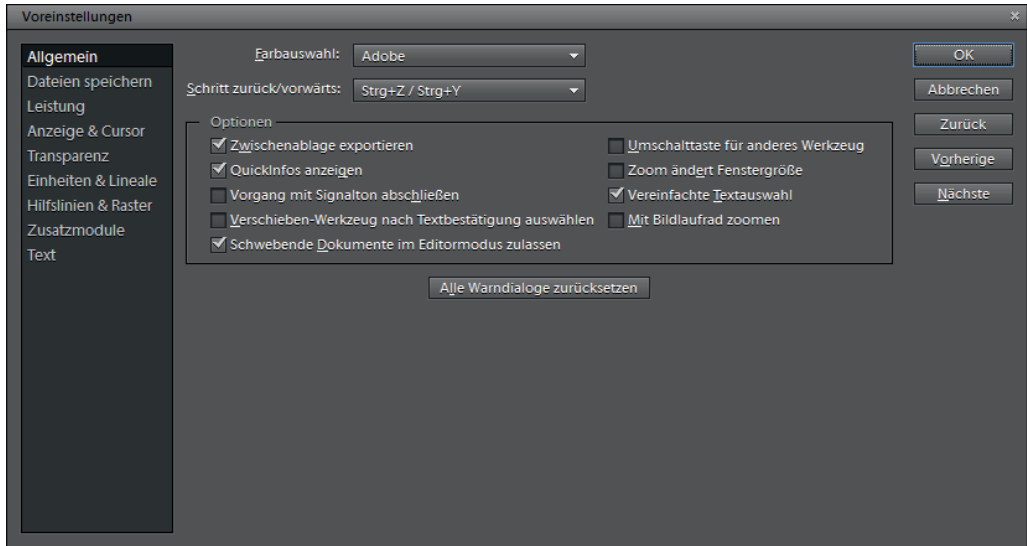 Voreinstellungen
Allgemein
Dateien speichern
Leistung
Anzeige & Cursor
Transparenz
Einheiten & Lineale
Hilfslinien & Raster
Zusatzmodule
Text
Farbauswahl: Adobe
Schritt zurück/vorwärts: Strg+Z / Strg+Y
Optionen
Zwischenablage exportieren
QuickInfos anzeigen
Vorgang mit Signalton abschließen
Verschieben-Werkzeug nach Textbestätigung auswählen
Schwebende Dokumente im Editormodus zulassen
Umschalttaste für anderes Werkzeug
Zoom ändert Fenstergröße
Vereinfachte Textauswahl
Mit Bildlaufrad zoomen
Alle Warndialoge zurücksetzen
OK
Abbrechen
Zurück
Vorherige
Nächste